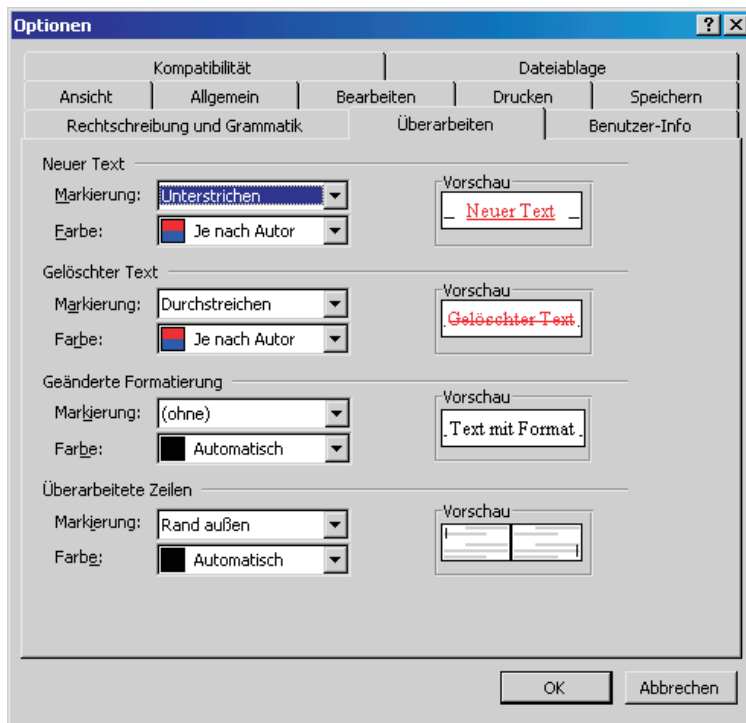 Optionen
Kompatibilität Dateiablage
Ansicht Allgemein Bearbeiten Drucken Speichern
Rechtschreibung und Grammatik Überarbeiten Benutzer-Info
Neuer Text
Markierung: Unterstrichen
Farbe: Je nach Autor
Vorschau
Neuer Text
Gelöschter Text
Markierung: Durchstreichen
Farbe: Je nach Autor
Vorschau
Gelöschter Text
Geänderte Formatierung
Markierung: (ohne)
Farbe: Automatisch
Vorschau
Text mit Format
Überarbeitete Zeilen
Markierung: Rand außen
Farbe: Automatisch
Vorschau
OK Abbrechen